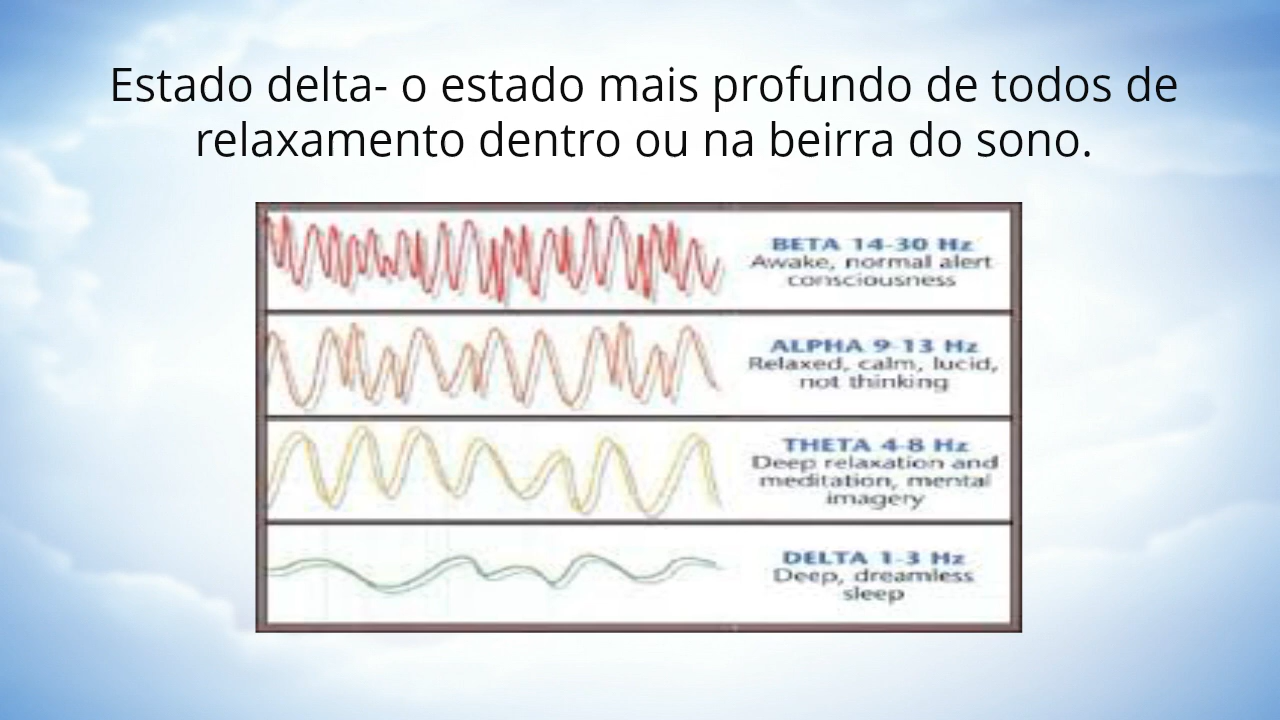 Estado delta- o estado mais profundo de todos de
relaxamento dentro ou na beirra do sono.
BETA 14-30 Hz
Awake, normal alert
consciousness
ALPHA 9-13 Hz
Relaxed, calm, lucid,
not thinking
THETA 4-8 Hz
Deep relaxation and
meditation, mental
imagery
DELTA 1-3 Hz
Deep, dreamless
sleep